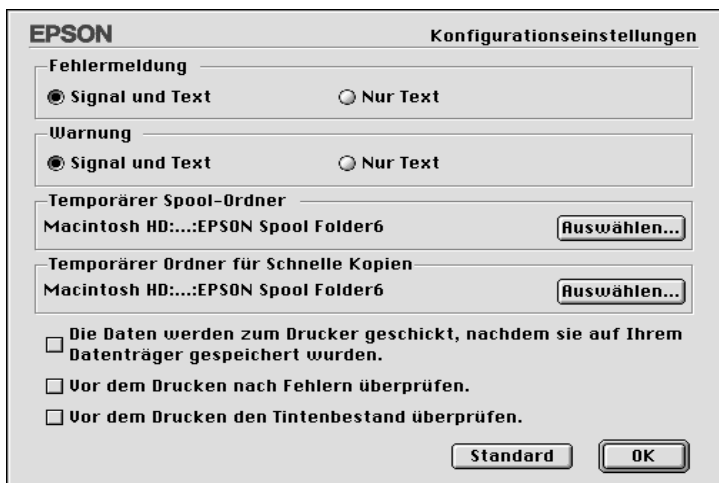 EPSON
Konfigurationseinstellungen
Fehlermeldung
Signal und Text
Nur Text
Warnung
Signal und Text
Nur Text
Temporärer Spool-Ordner
Macintosh HD:...:EPSON Spool Folder6
Auswählen...
Temporärer Ordner für Schnelle Kopien
Macintosh HD:...:EPSON Spool Folder6
Auswählen...
Die Daten werden zum Drucker geschickt, nachdem sie auf Ihrem
Datenträger gespeichert wurden.
Vor dem Drucken nach Fehlern überprüfen.
Vor dem Drucken den Tintenbestand überprüfen.
Standard
OK